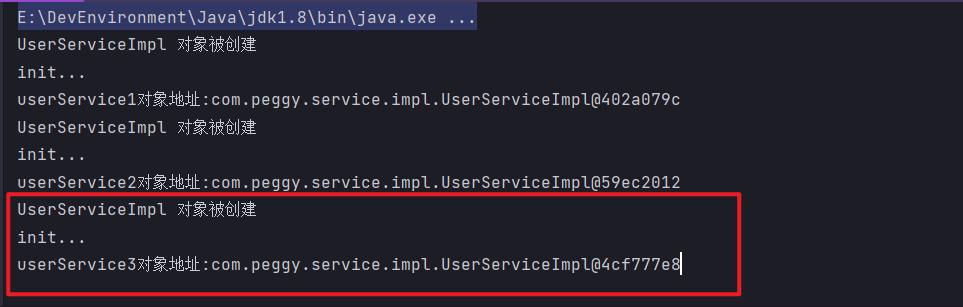 E:\DevEnvironment\Java\jdk1.8\bin\java.exe ...
UserServiceImpl 对象被创建
init...
userService1对象地址:com.peggy.service.impl.UserServiceImpl@402a079c
UserServiceImpl 对象被创建
init...
userService2对象地址:com.peggy.service.impl.UserServiceImpl@59ec2012
UserServiceImpl 对象被创建
init...
userService3对象地址:com.peggy.service.impl.UserServiceImpl@4cf777e8